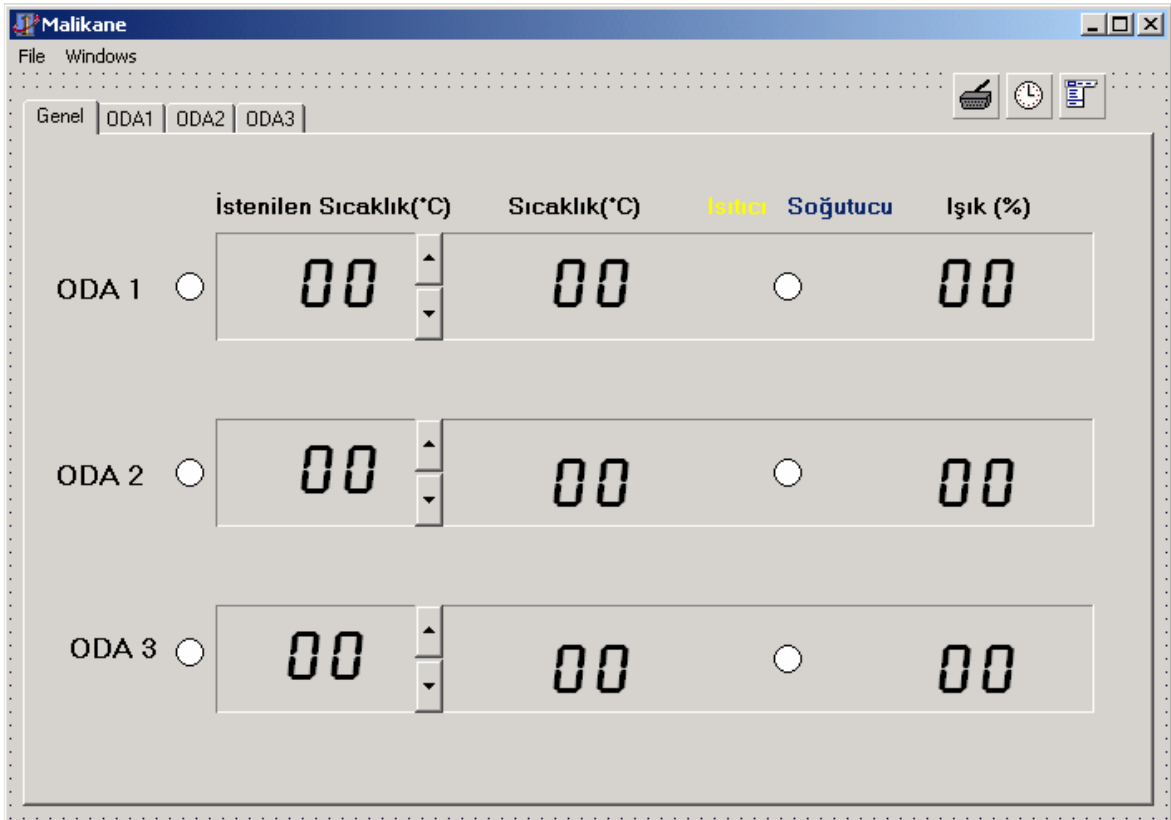 Malikane
File Windows
Genel ODA1 ODA2 ODA3
İstenilen Sıcaklık(°C) Sıcaklık(°C) Isıtıcı Soğutucu Işık (%)
ODA 1 00 00 00
ODA 2 00 00 00
ODA 3 00 00 00